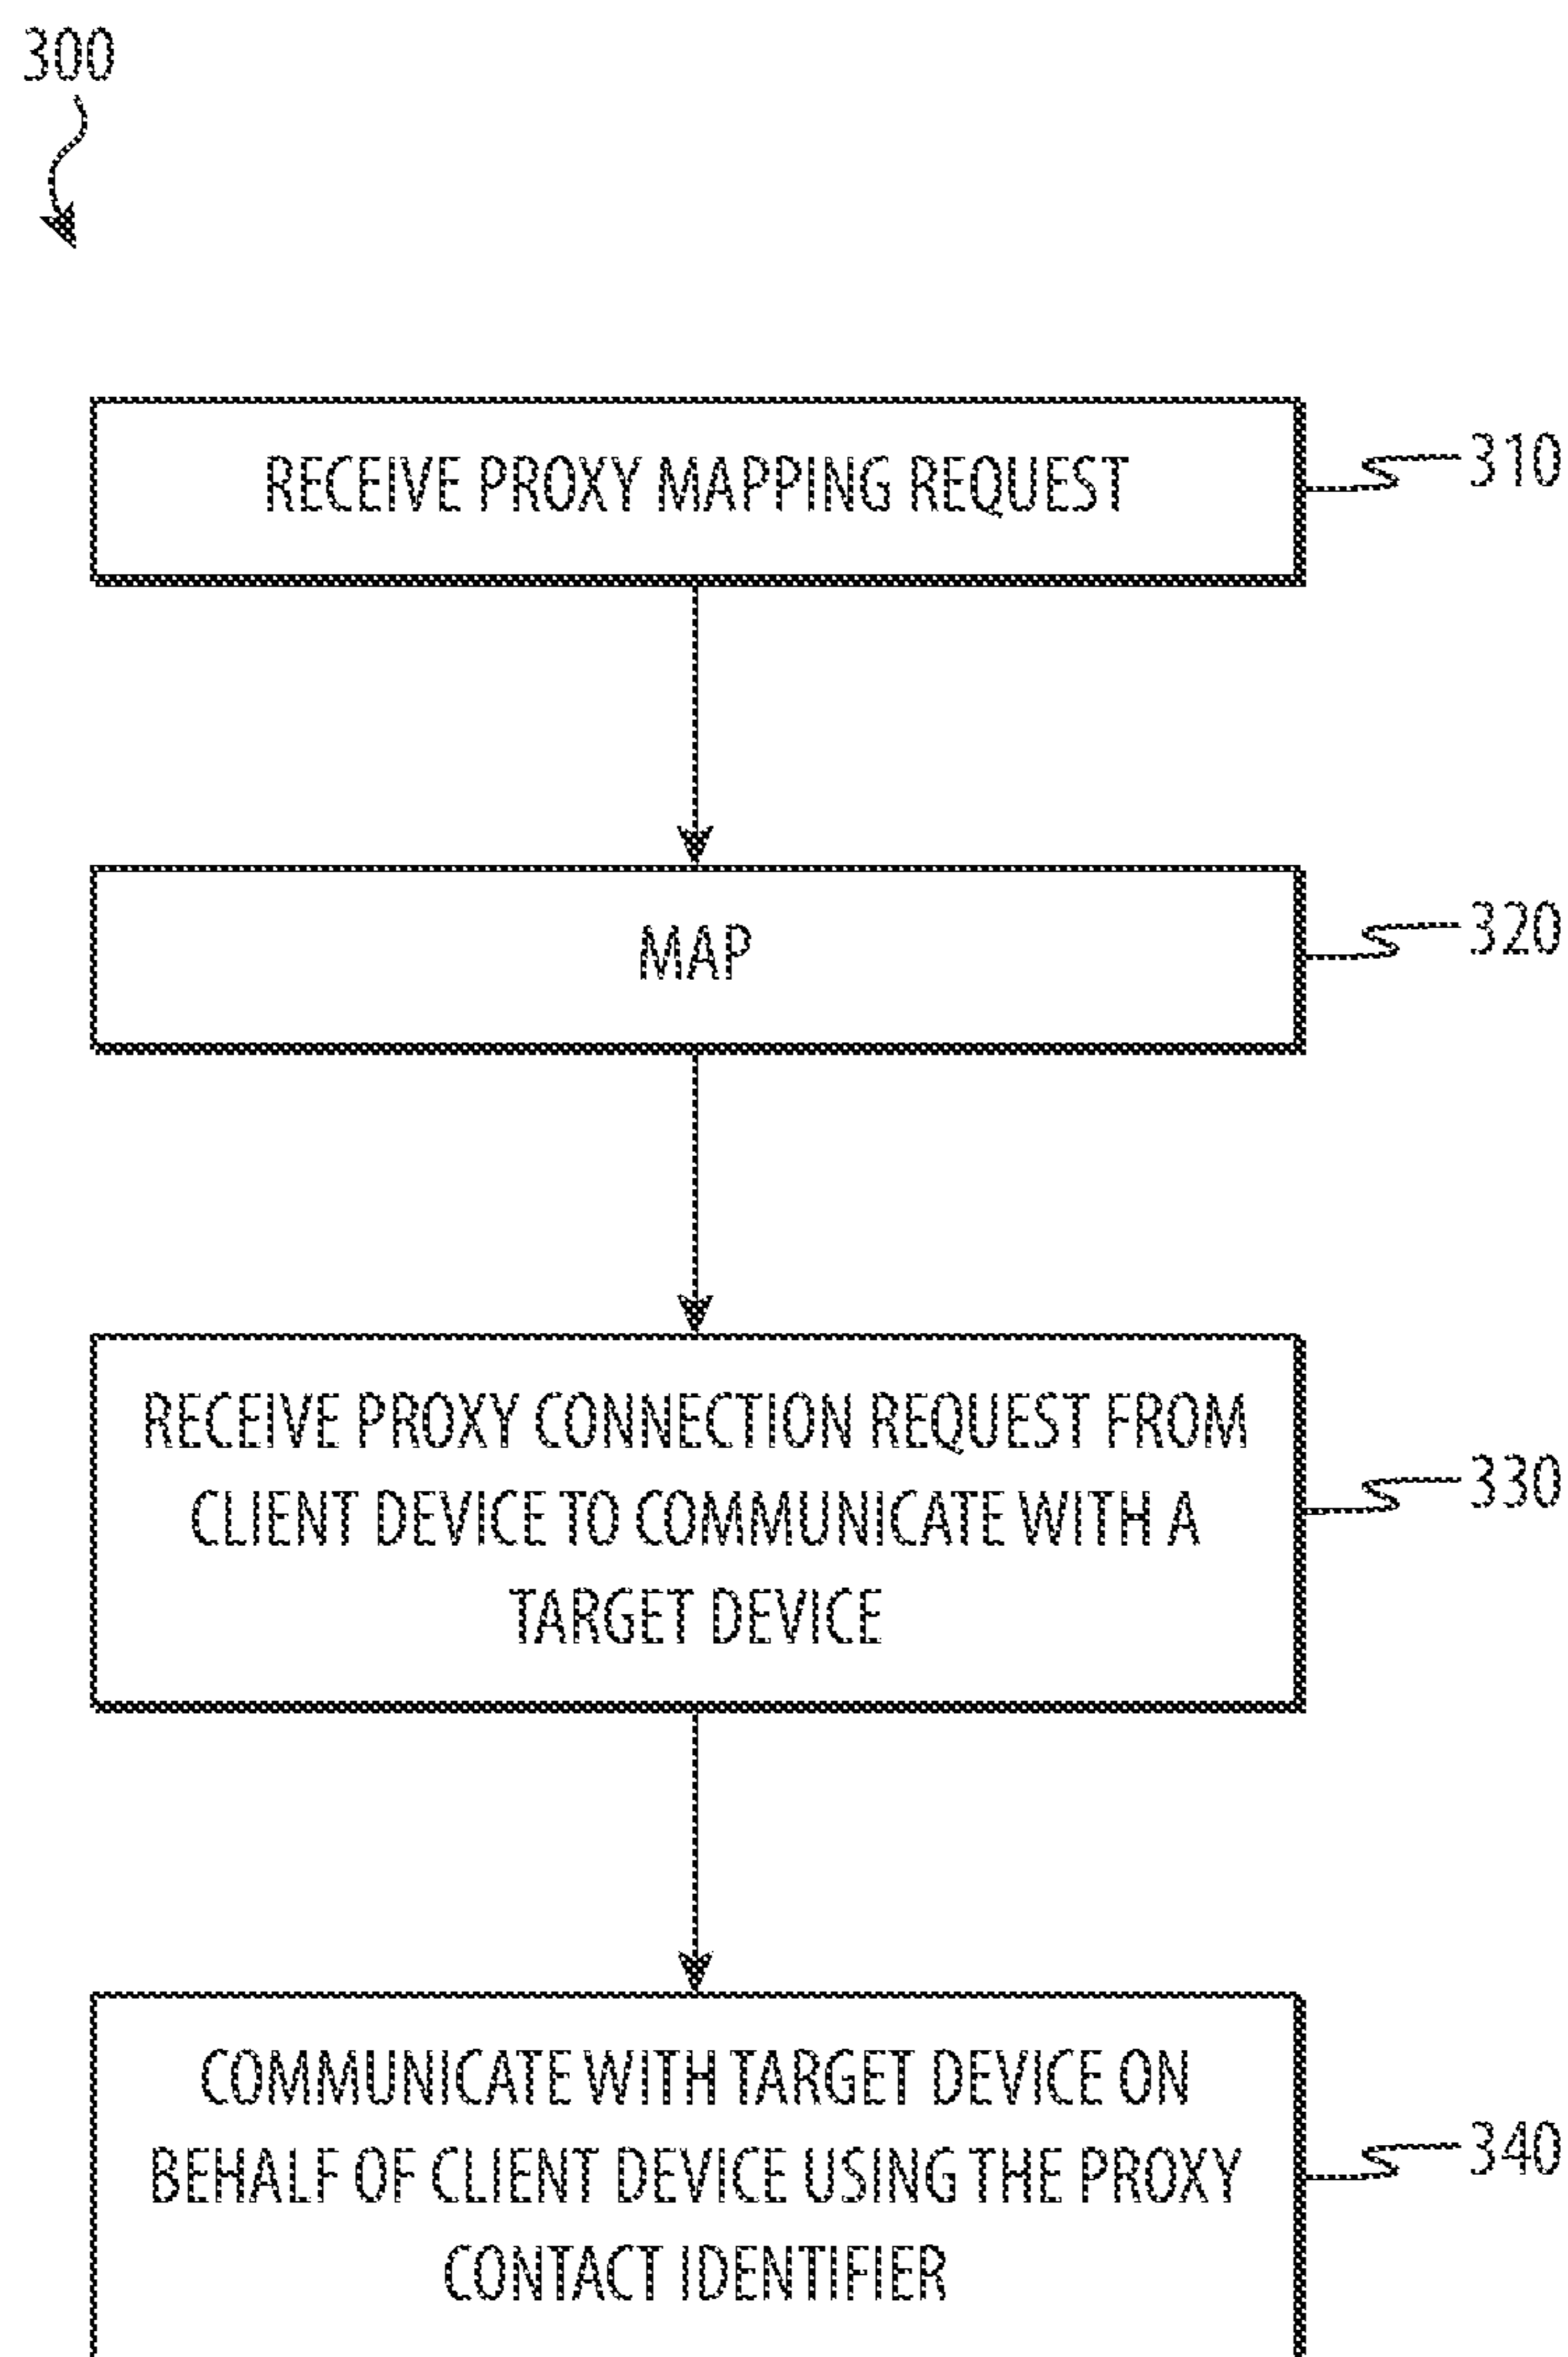 300
RECEIVE PROXY MAPPING REQUEST
310
MAP
320
RECEIVE PROXY CONNECTION REQUEST FROM
CLIENT DEVICE TO COMMUNICATE WITH A
TARGET DEVICE
330
COMMUNICATE WITH TARGET DEVICE ON
BEHALF OF CLIENT DEVICE USING THE PROXY
CONTACT IDENTIFIER
340